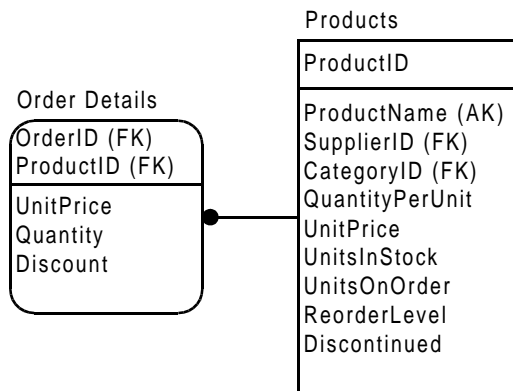 Products
ProductID
ProductName (AK)
SupplierID (FK)
CategoryID (FK)
QuantityPerUnit
UnitPrice
UnitsInStock
UnitsOnOrder
ReorderLevel
Discontinued
Order Details
OrderID (FK)
ProductID (FK)
UnitPrice
Quantity
Discount